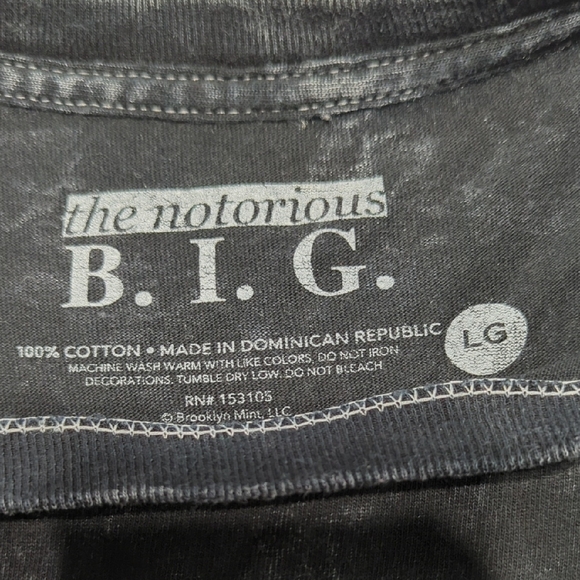 the notorious
B. I. G.
100% COTTON • MADE IN DOMINICAN REPUBLIC
LG
MACHINE WASH WARM WITH LIKE COLORS, DO NOT IRON
DECORATIONS. TUMBLE DRY LOW. DO NOT BLEACH
RN# 153105
© Brooklyn Mint, LLC